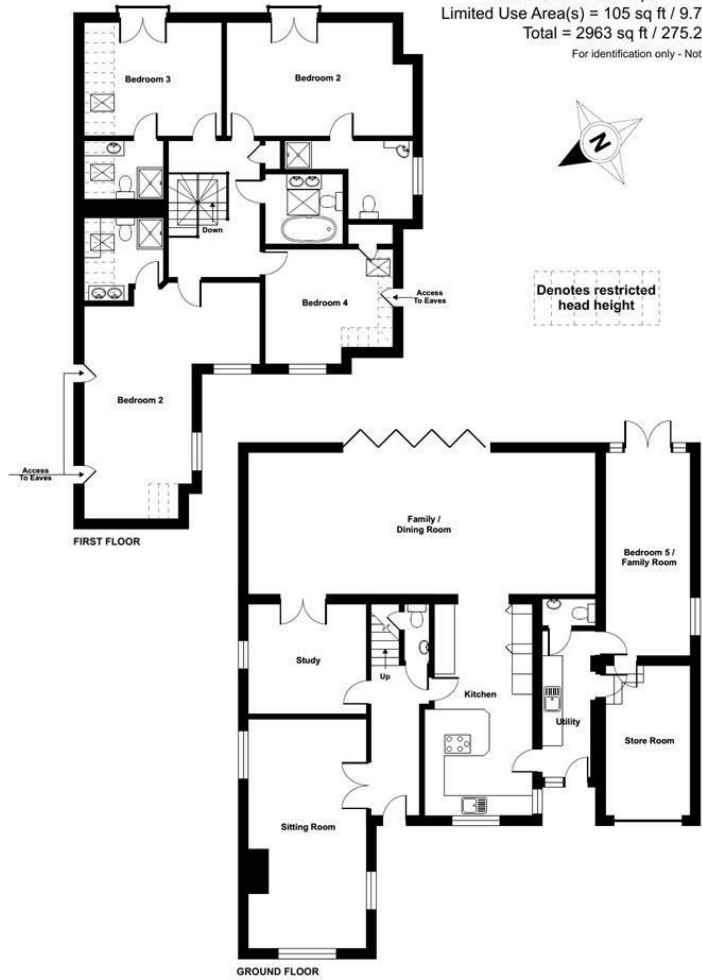 Limited Use Area(s) = 105 sq ft / 9.7
Total = 2963 sq ft / 275.2
For identification only - Not
Bedroom 3
Bedroom 2
N
Down
Denotes restricted
head height
Bedroom 4
Access
To Eaves
Bedroom 2
Access
To Eaves
FIRST FLOOR
Family /
Dining Room
Bedroom 5 /
Family Room
Study
Up
Kitchen
Utility
Store Room
Sitting Room
GROUND FLOOR